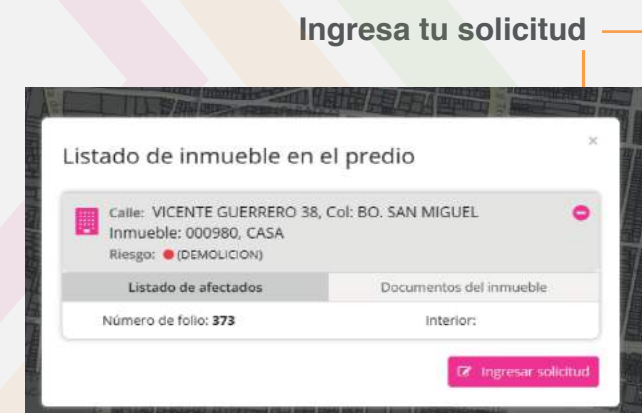 Ingresa tu solicitud
Listado de inmueble en el predio
×
Calle: VICENTE GUERRERO 38, Col: BO. SAN MIGUEL
Inmueble: 000980, CASA
Riesgo: (DEMOLICION)
Listado de afectados Documentos del inmueble
Número de folio: 373 Interior:
Ingresar solicitud